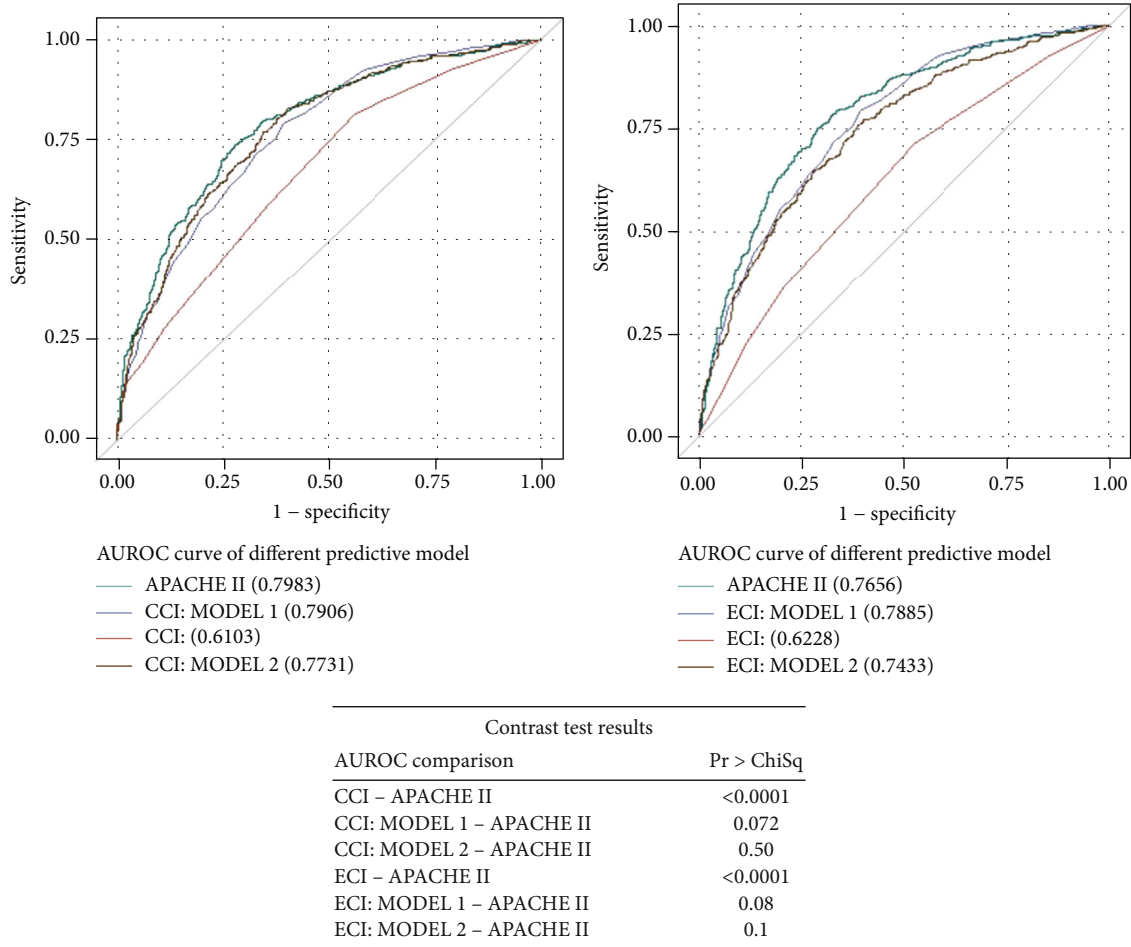 1.00
0.75
0.50
0.25
0.00
Sensitivity
0.00 0.25 0.50 0.75 1.00
1 – specificity
AUROC curve of different predictive model
APACHE II (0.7983)
CCI: MODEL 1 (0.7906)
CCI: (0.6103)
CCI: MODEL 2 (0.7731)
1.00
0.75
0.50
0.25
0.00
Sensitivity
0.00 0.25 0.50 0.75 1.00
1 – specificity
AUROC curve of different predictive model
APACHE II (0.7656)
ECI: MODEL 1 (0.7885)
ECI: (0.6228)
ECI: MODEL 2 (0.7433)
Contrast test results
AUROC comparison Pr > ChiSq
CCI – APACHE II <0.0001
CCI: MODEL 1 – APACHE II 0.072
CCI: MODEL 2 – APACHE II 0.50
ECI – APACHE II <0.0001
ECI: MODEL 1 – APACHE II 0.08
ECI: MODEL 2 – APACHE II 0.1